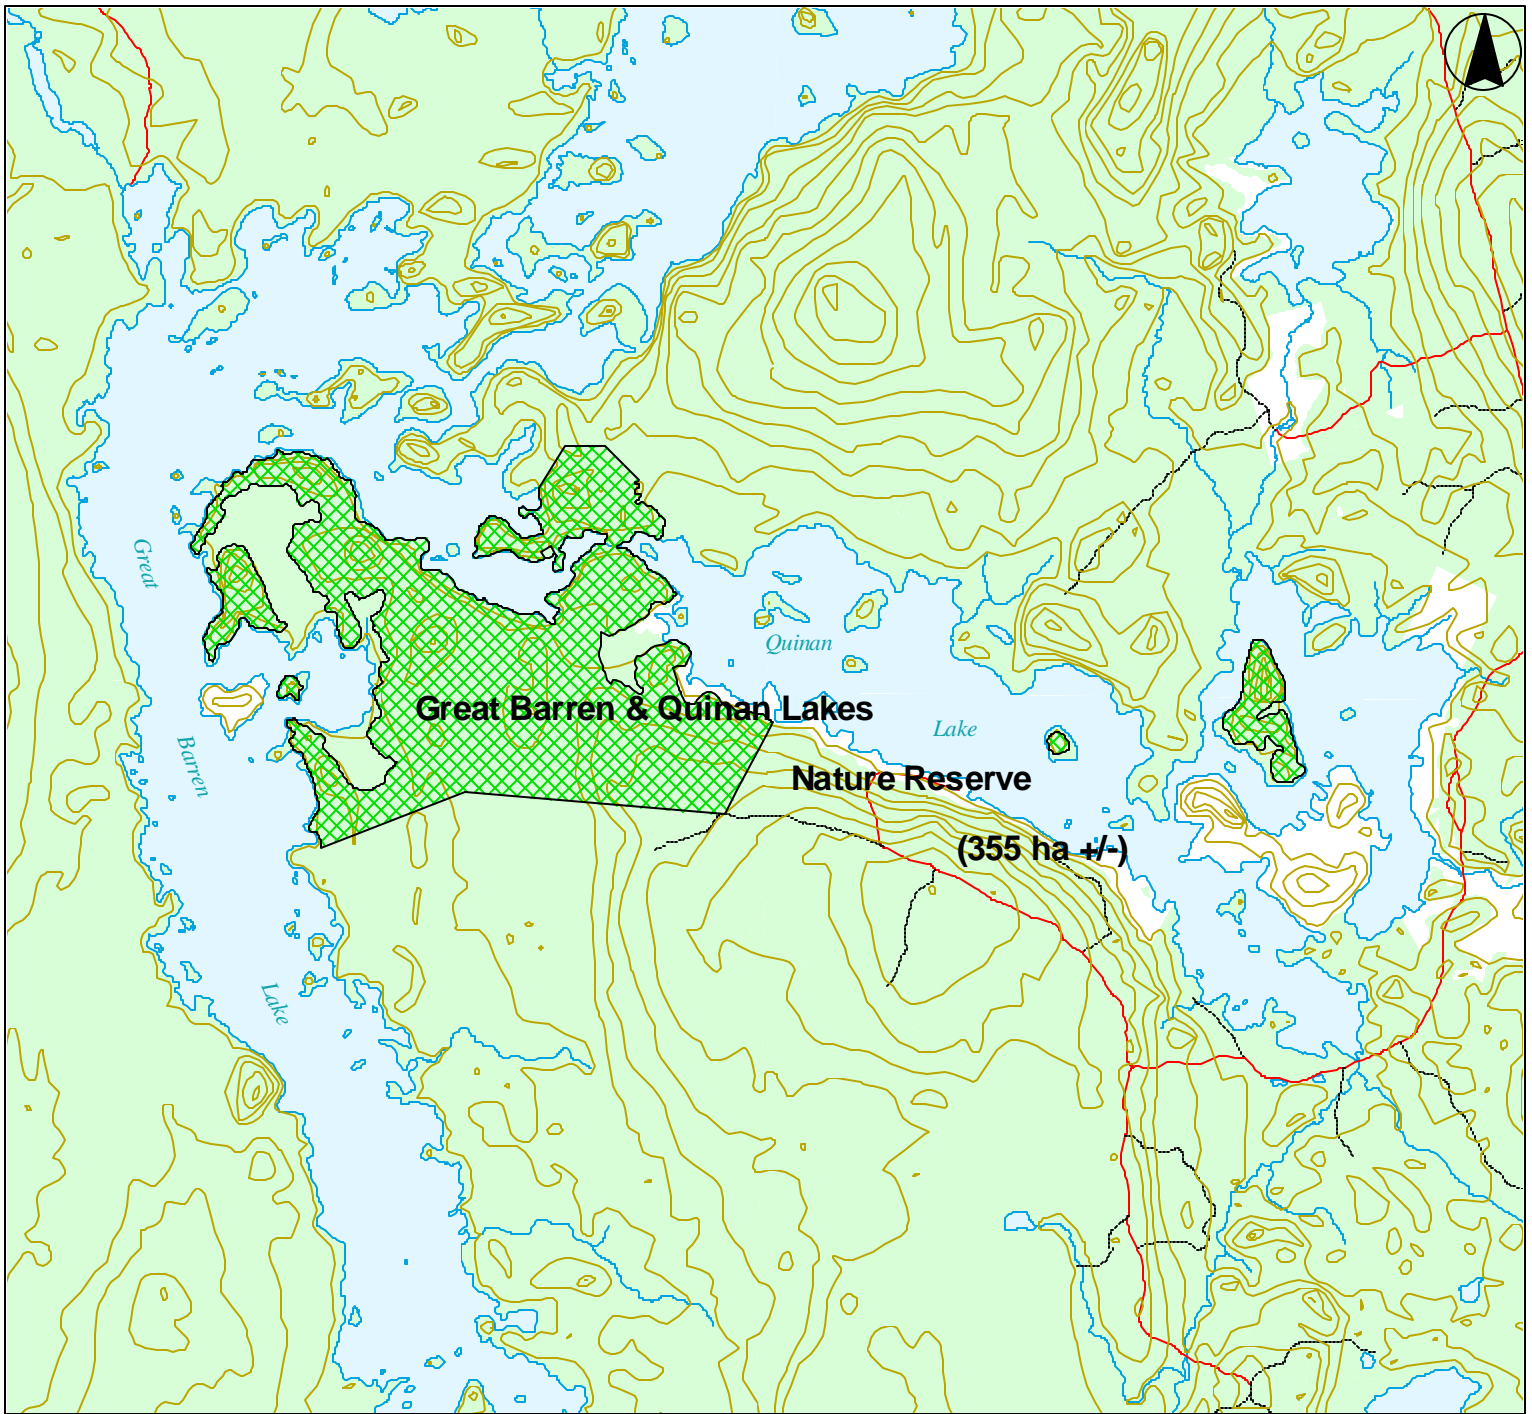 Great
Barren
Lake
Quinan
Lake
Great Barren & Quinan Lakes
Nature Reserve
(355 ha +/-)